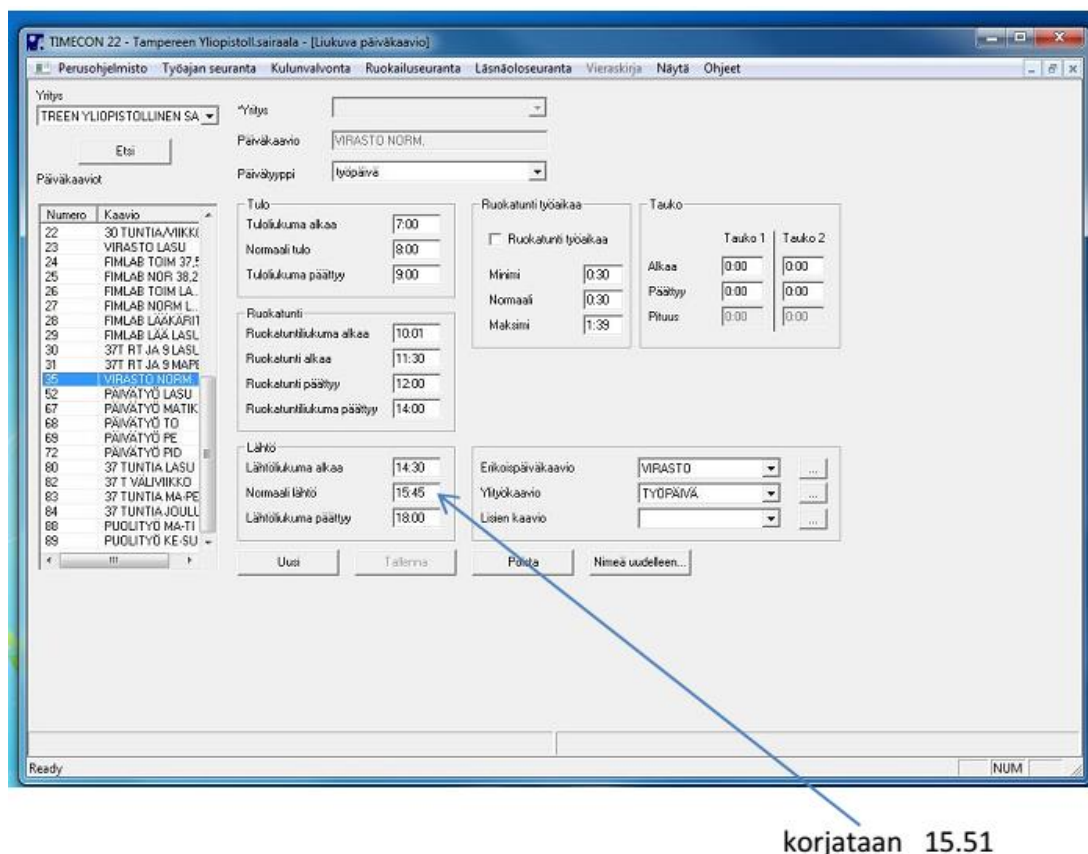 TIMECON 22 - Tampereen Yliopistoll.sairaala - [Liukuva päiväkaavio]
Perusohjelmisto Työajan seuranta Kulunvalvonta Ruokailuseuranta Läsnäoloseuranta Vieraskirja Näytä Ohjeet
Yritys
TREEN YLIOPISTOLLINEN SA
Etsi
Päiväkaaviot
*Yritys
Päiväkaavio VIRASTO NORM.
Päivätyyppi työpäivä
Numero Kaavio
22 30 TUNTIA/VIIKK(
23 VIRASTO LASU
24 FIMLAB TOIM 37,5
25 FIMLAB NOR 38,2
26 FIMLAB TOIM LA..
27 FIMLAB NORM L...
28 FIMLAB LÄÄKÄRIT
29 FIMLAB LÄÄ LASU
30 37T RT JA 9 LASU
31 37T RT JA 9 MAPE
35 VIRASTO NORM.
52 PÄIVÄTYÖ LASU
67 PÄIVÄTYÖ MATIK
68 PÄIVÄTYÖ TO
69 PÄIVÄTYÖ PE
72 PÄIVÄTYÖ PID
80 37 TUNTIA LASU
82 37 T VÄLIVIIKKO
83 37 TUNTIA MA-PE
84 37 TUNTIA JOULU
88 PUOLITYÖ MA-TI
89 PUOLITYÖ KE-SU
Tulo
Tuloliukuma alkaa 7:00
Normaali tulo 8:00
Tuloliukuma päättyy 9:00
Ruokatunti
Ruokatuntiliukuma alkaa 10:01
Ruokatunti alkaa 11:30
Ruokatunti päättyy 12:00
Ruokatuntiliukuma päättyy 14:00
Lähtö
Lähtöliukuma alkaa 14:30
Normaali lähtö 15:45
Lähtöliukuma päättyy 18:00
Ruokatunti työaikaa
Ruokatunti työaikaa
Minimi 0:30
Normaali 0:30
Maksimi 1:39
Tauko
Tauko 1 Tauko 2
Alkaa 0:00 0:00
Päättyy 0:00 0:00
Pituus 0:00 0:00
Erikoispäiväkaavio VIRASTO ...
Ylityökaavio TYÖPÄIVÄ ...
Lisien kaavio ...
Uusi Tallenna Poista Nimeä uudelleen...
Ready NUM
korjataan 15.51